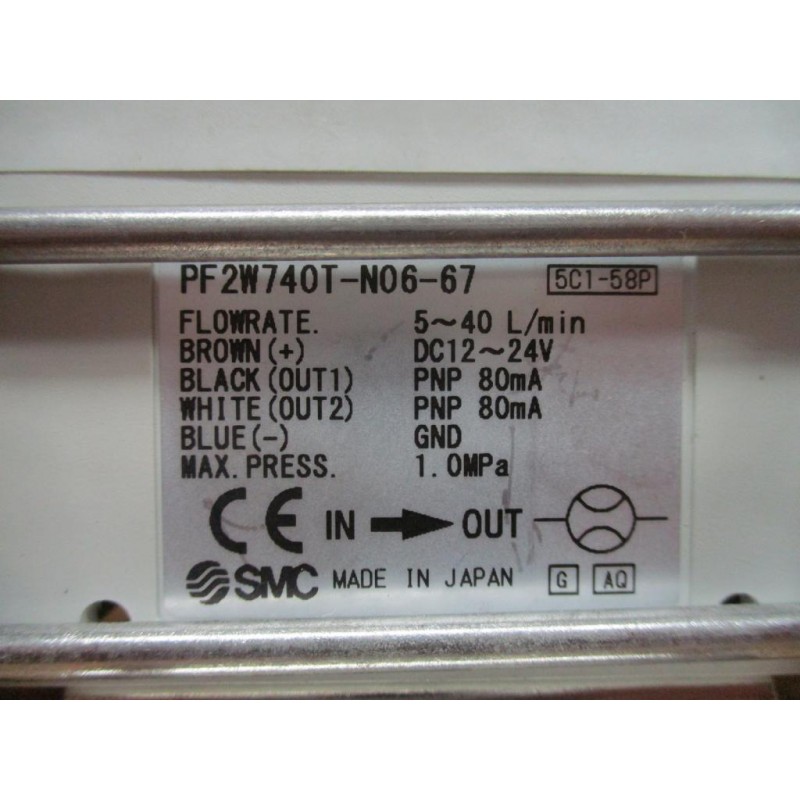 PF2W740T-N06-67 5C1-58P
FLOWRATE. 5~40 L/min
BROWN(+) DC12~24V
BLACK(OUT1) PNP 80mA
WHITE(OUT2) PNP 80mA
BLUE(-) GND
MAX.PRESS. 1.0MPa
CE IN OUT
SMC MADE IN JAPAN G AQ